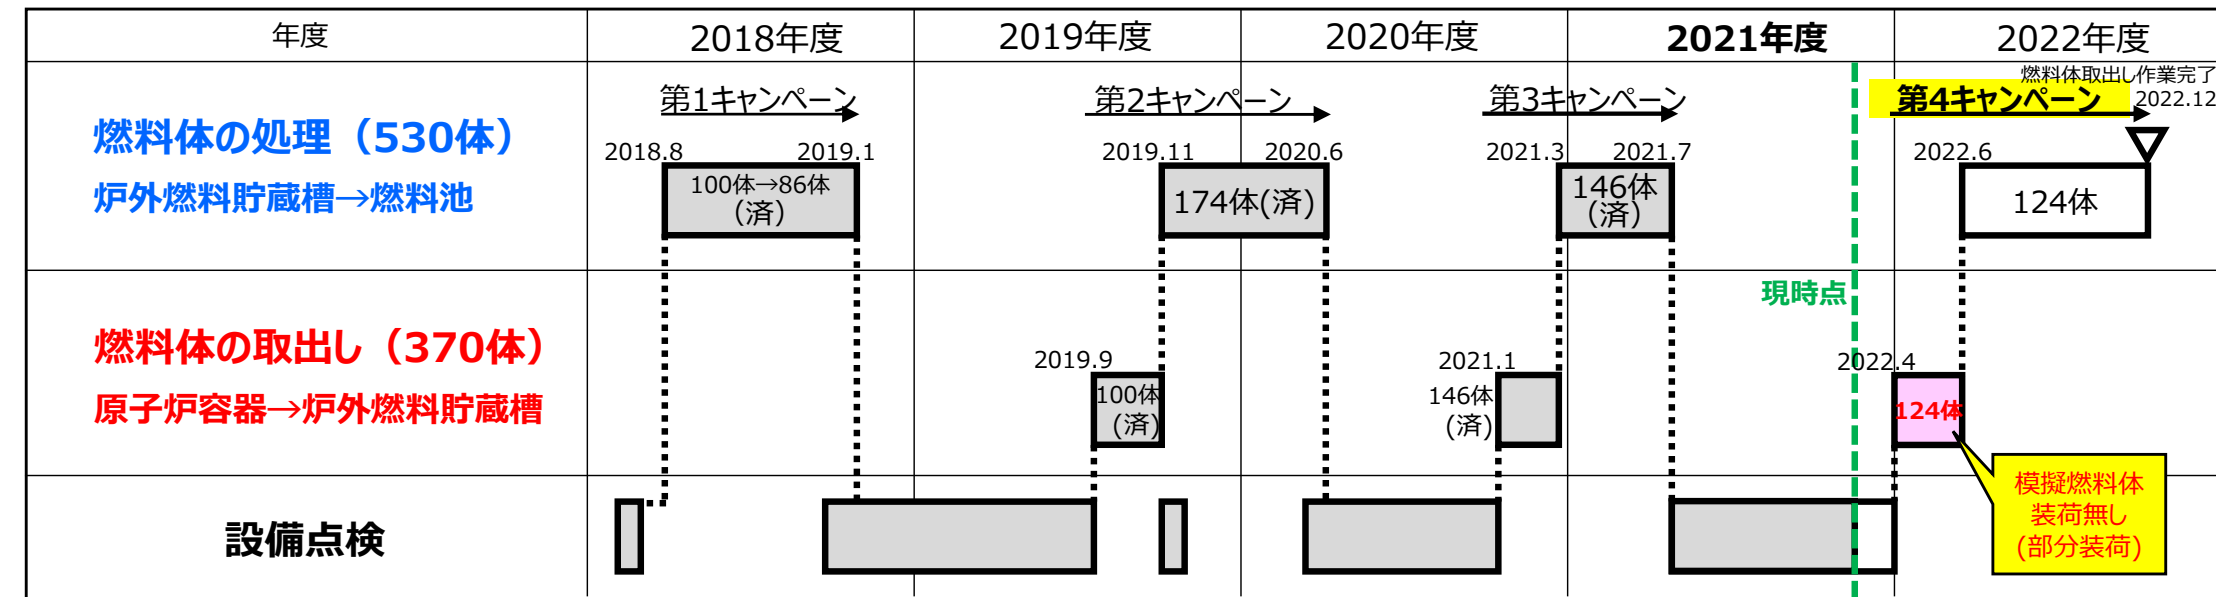 年度
2018年度
2019年度
2020年度
2021年度
2022年度
燃料体の処理（530体）
炉外燃料貯蔵槽→燃料池
第1キャンペーン
2018.8
2019.1
100体→86体
（済）
第2キャンペーン
2019.11
2020.6
174体(済)
第3キャンペーン
2021.3
2021.7
146体
（済）
燃料体取出し作業完了
第4キャンペーン
2022.12
2022.6
124体
現時点
燃料体の取出し（370体）
原子炉容器→炉外燃料貯蔵槽
2019.9
100体
(済)
2021.1
146体
(済)
2022.4
124体
模擬燃料体
装荷無し
(部分装荷)
設備点検